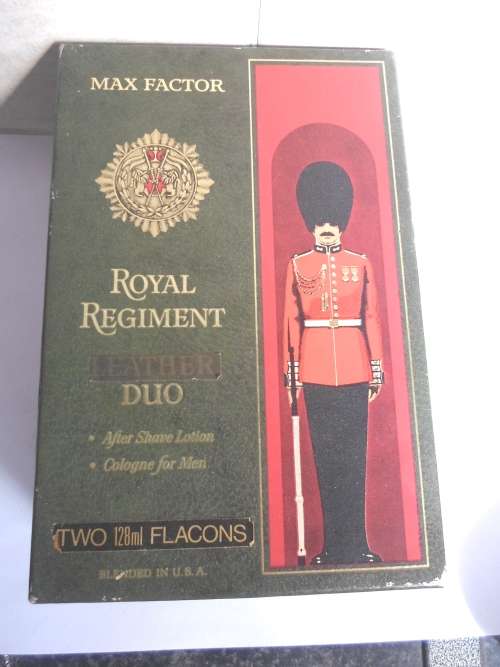 MAX FACTOR
ROYAL
REGIMENT
LEATHER
DUO
• After Shave Lotion
• Cologne for Men
TWO 128ml FLACONS
BLENDED IN U.S.A.